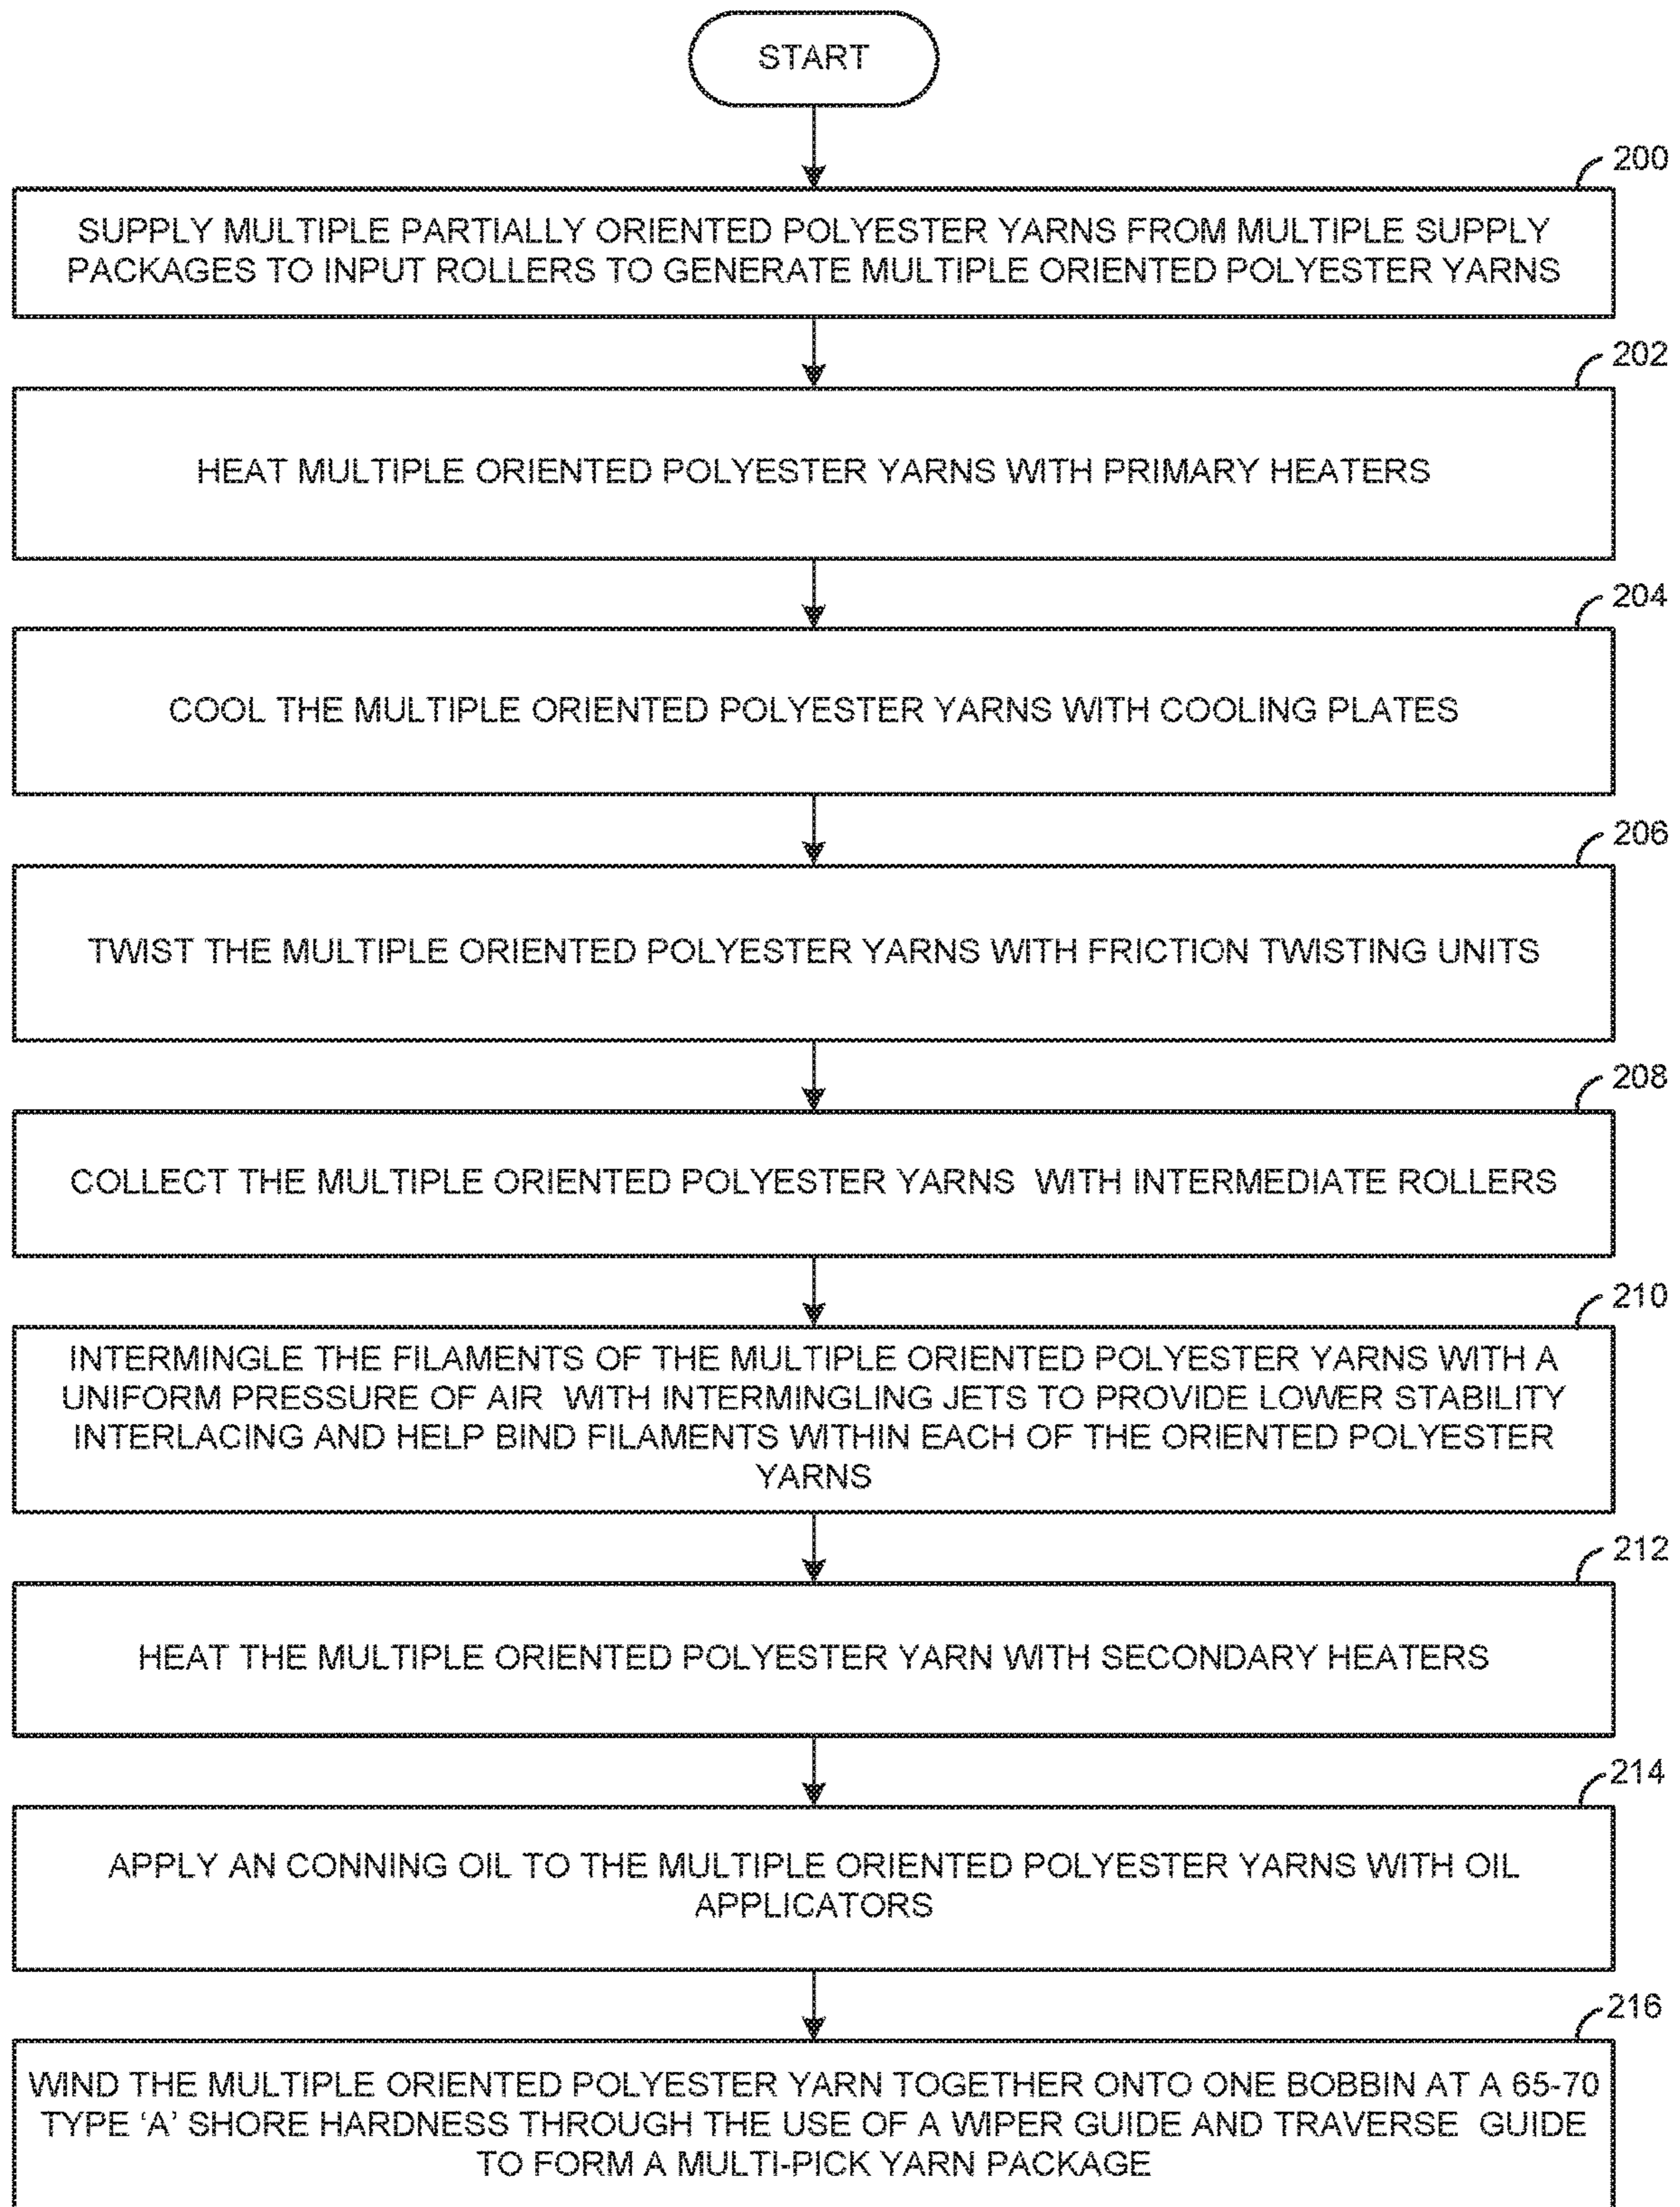 START
200
SUPPLY MULTIPLE PARTIALLY ORIENTED POLYESTER YARNS FROM MULTIPLE SUPPLY
PACKAGES TO INPUT ROLLERS TO GENERATE MULTIPLE ORIENTED POLYESTER YARNS
202
HEAT MULTIPLE ORIENTED POLYESTER YARNS WITH PRIMARY HEATERS
204
COOL THE MULTIPLE ORIENTED POLYESTER YARNS WITH COOLING PLATES
206
TWIST THE MULTIPLE ORIENTED POLYESTER YARNS WITH FRICTION TWISTING UNITS
208
COLLECT THE MULTIPLE ORIENTED POLYESTER YARNS WITH INTERMEDIATE ROLLERS
210
INTERMINGLE THE FILAMENTS OF THE MULTIPLE ORIENTED POLYESTER YARNS WITH A
UNIFORM PRESSURE OF AIR WITH INTERMINGLING JETS TO PROVIDE LOWER STABILITY
INTERLACING AND HELP BIND FILAMENTS WITHIN EACH OF THE ORIENTED POLYESTER
YARNS
212
HEAT THE MULTIPLE ORIENTED POLYESTER YARN WITH SECONDARY HEATERS
214
APPLY AN CONNING OIL TO THE MULTIPLE ORIENTED POLYESTER YARNS WITH OIL
APPLICATORS
216
WIND THE MULTIPLE ORIENTED POLYESTER YARN TOGETHER ONTO ONE BOBBIN AT A 65-70
TYPE ‘A’ SHORE HARDNESS THROUGH THE USE OF A WIPER GUIDE AND TRAVERSE GUIDE
TO FORM A MULTI-PICK YARN PACKAGE